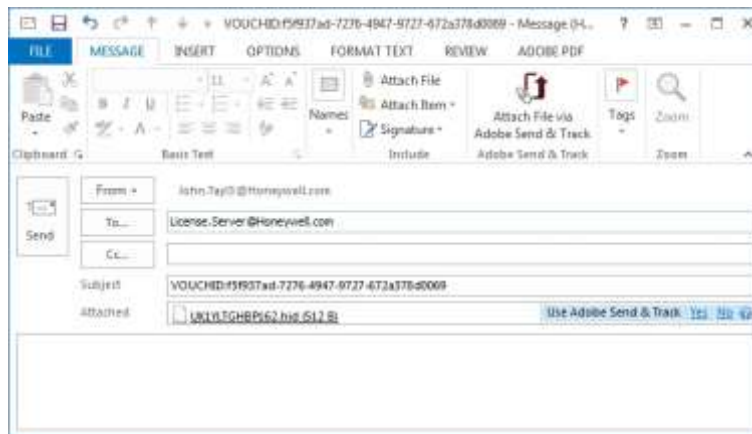 VOUCHID:f5f937ad-7276-4947-9727-672a378d0069 - Message (H...
FILE MESSAGE INSERT OPTIONS FORMAT TEXT REVIEW ADOBE PDF
Paste
B I U
11
A A
Names
Attach File
Attach Item
Signature
Attach File via
Adobe Send & Track
Tags
Zoom
Clipboard
Basic Text
Include
Adobe Send & Track
Zoom
Send
From
@Honeywell.com
To...
License.Server@Honeywell.com
Cc...
Subject
VOUCHID:f5f937ad-7276-4947-9727-672a378d0069
Attached
.hid (512 B)
Use Adobe Send & Track Yes No